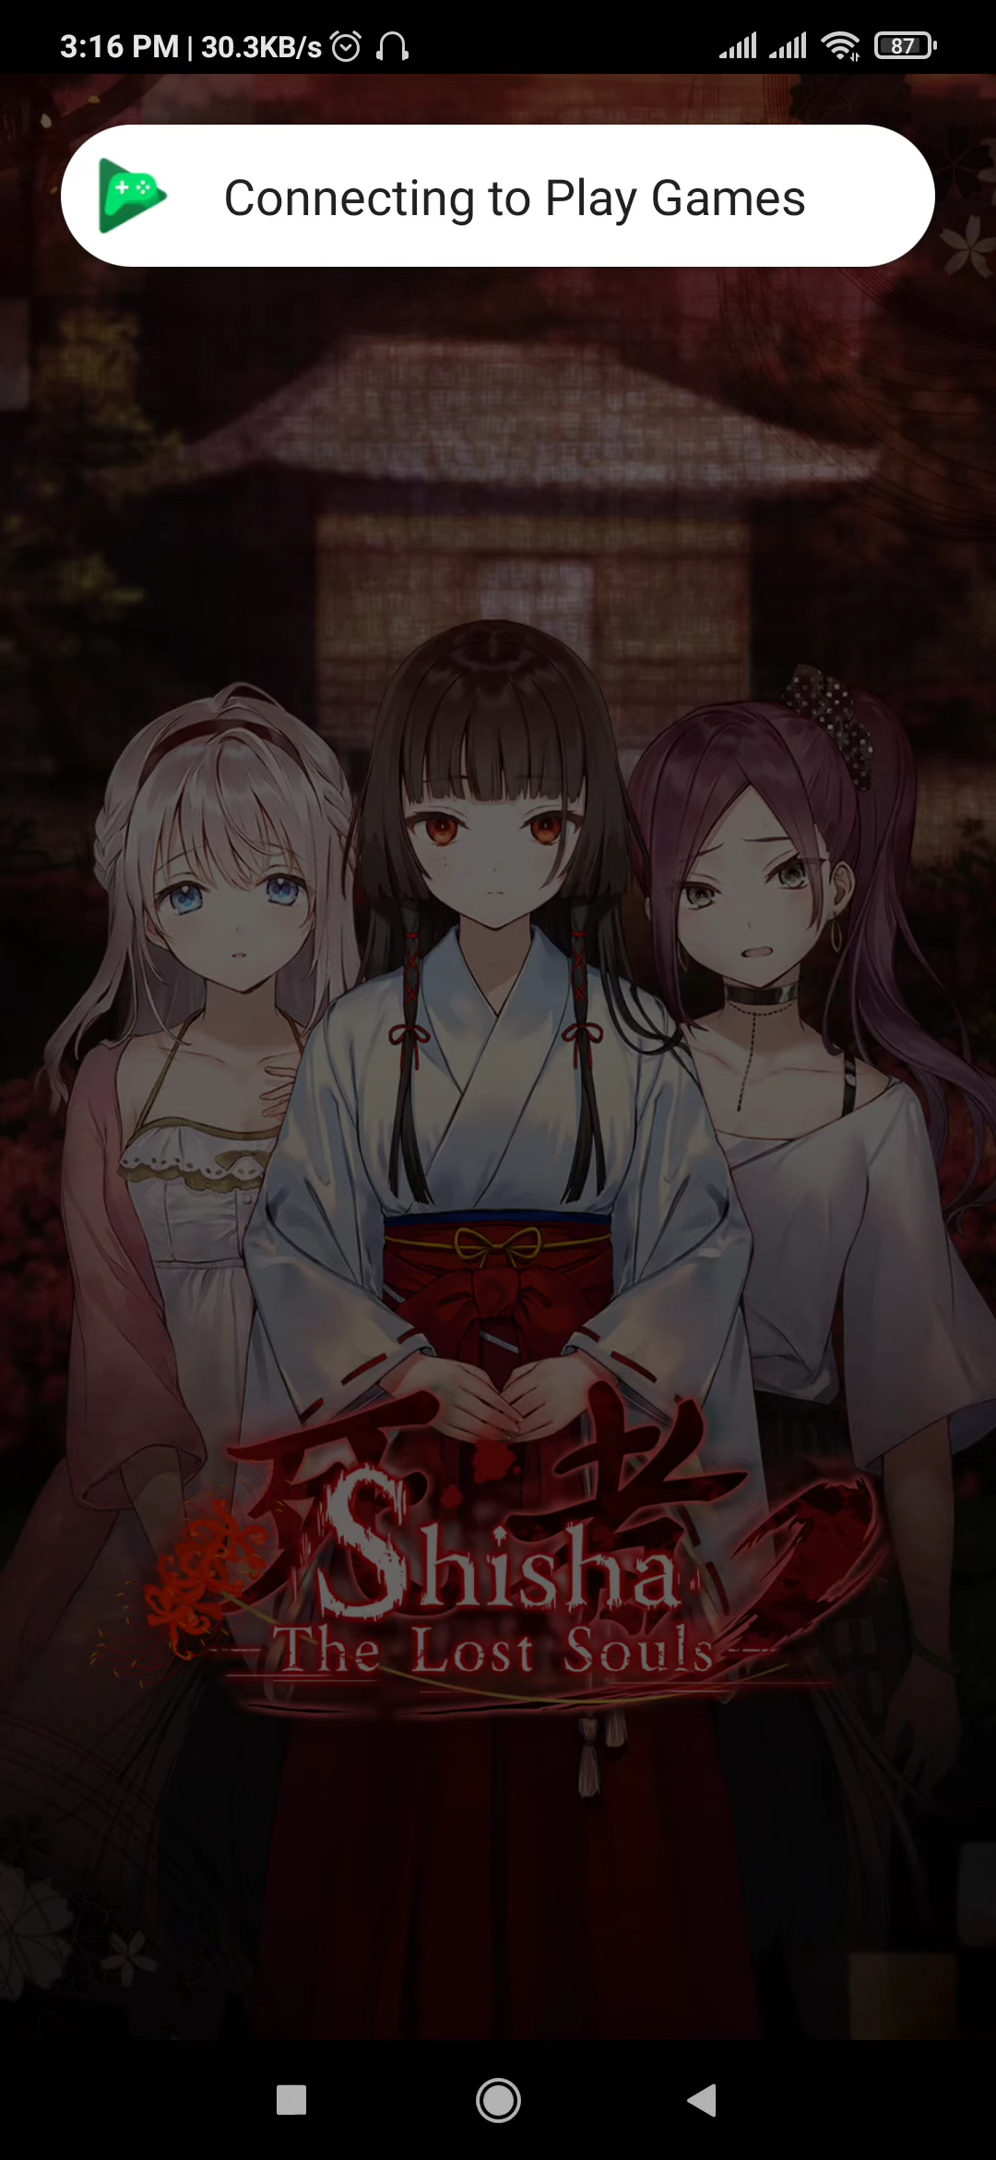 3:16 PM | 30.3KB/s
87
Connecting to Play Games
死者
Shisha
The Lost Souls